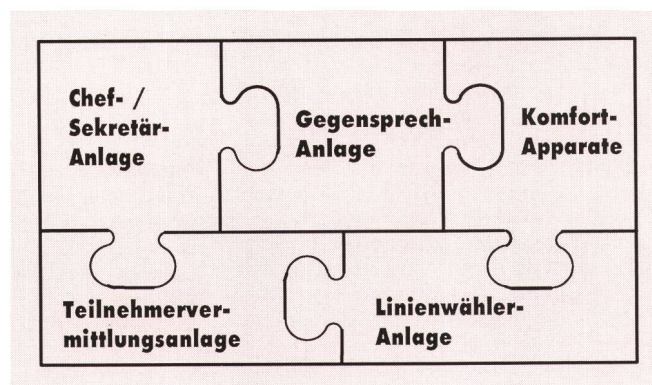 Chef- /
Sekretär-
Anlage
Gegensprech-
Anlage
Komfort-
Apparate
Teilnehmerver-
mittlungsanlage
Linienwähler-
Anlage